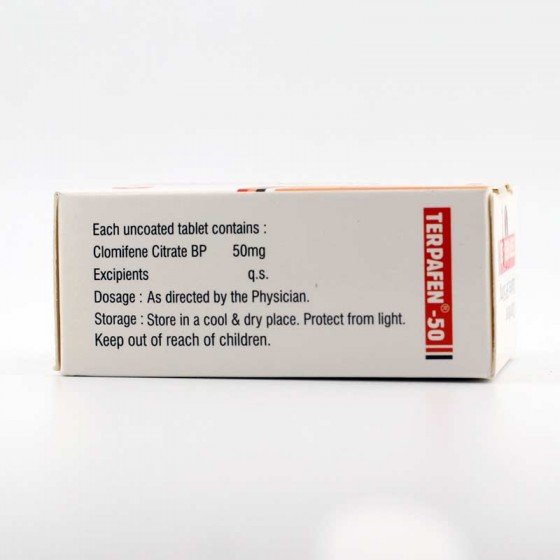 Each uncoated tablet contains :
Clomifene Citrate BP 50mg
Excipients q.s.
Dosage : As directed by the Physician.
Storage : Store in a cool & dry place. Protect from light.
Keep out of reach of children.
TERPAFEN®-50